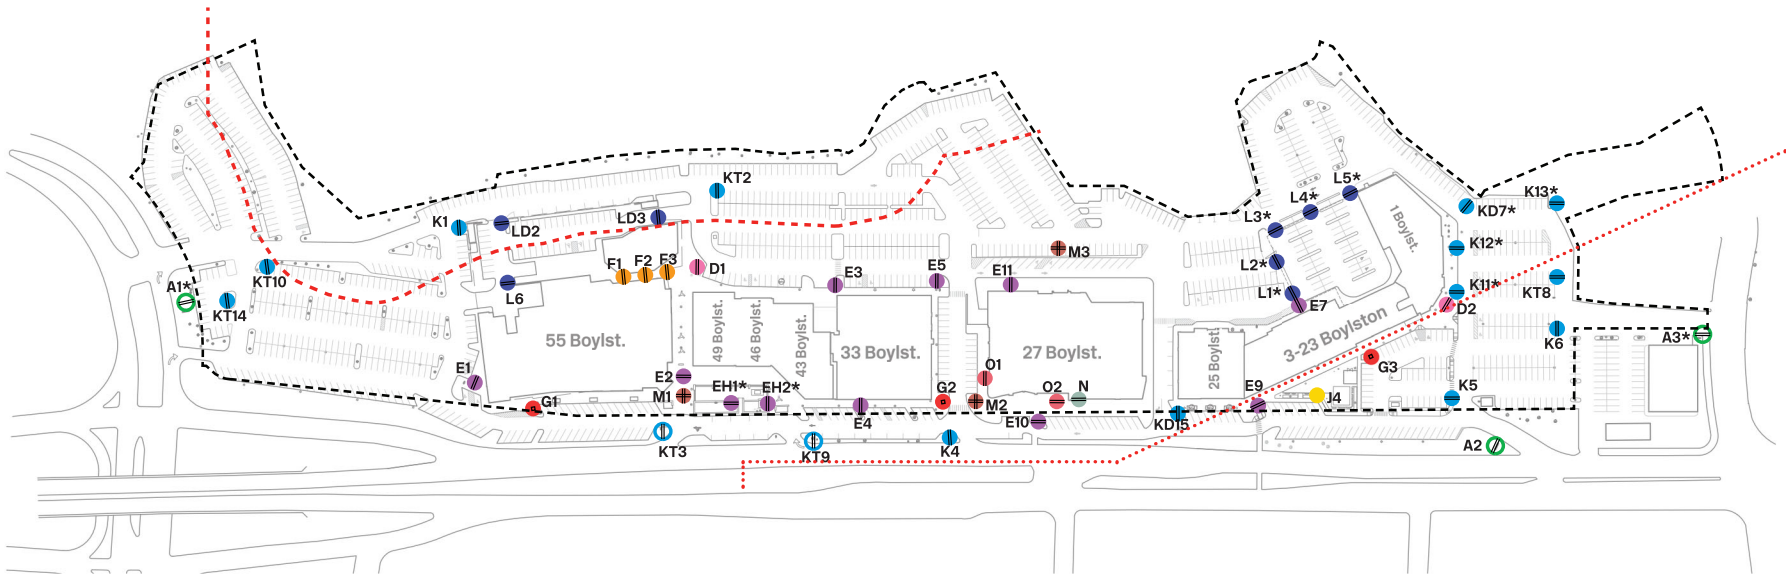 KT2
K13*
L5*
L4*
KD7*
L3*
1 Boylst.
K1
LD2
LD3
K12*
M3
L2*
F1
F2
F3
D1
KT10
E3
E5
E11
A1*
L6
L1*
K11*
KT8
KT14
E7
D2
49 Boylst.
46 Boylst.
43 Boylst.
55 Boylst.
33 Boylst.
27 Boylst.
25 Boylst.
3-23 Boylston
K6
A3*
G3
O1
E1
E2
EH1*
EH2*
M1
G2
O2
N
E9
J4
K5
G1
M2
E4
E10
KD15
KT3
KT9
K4
A2